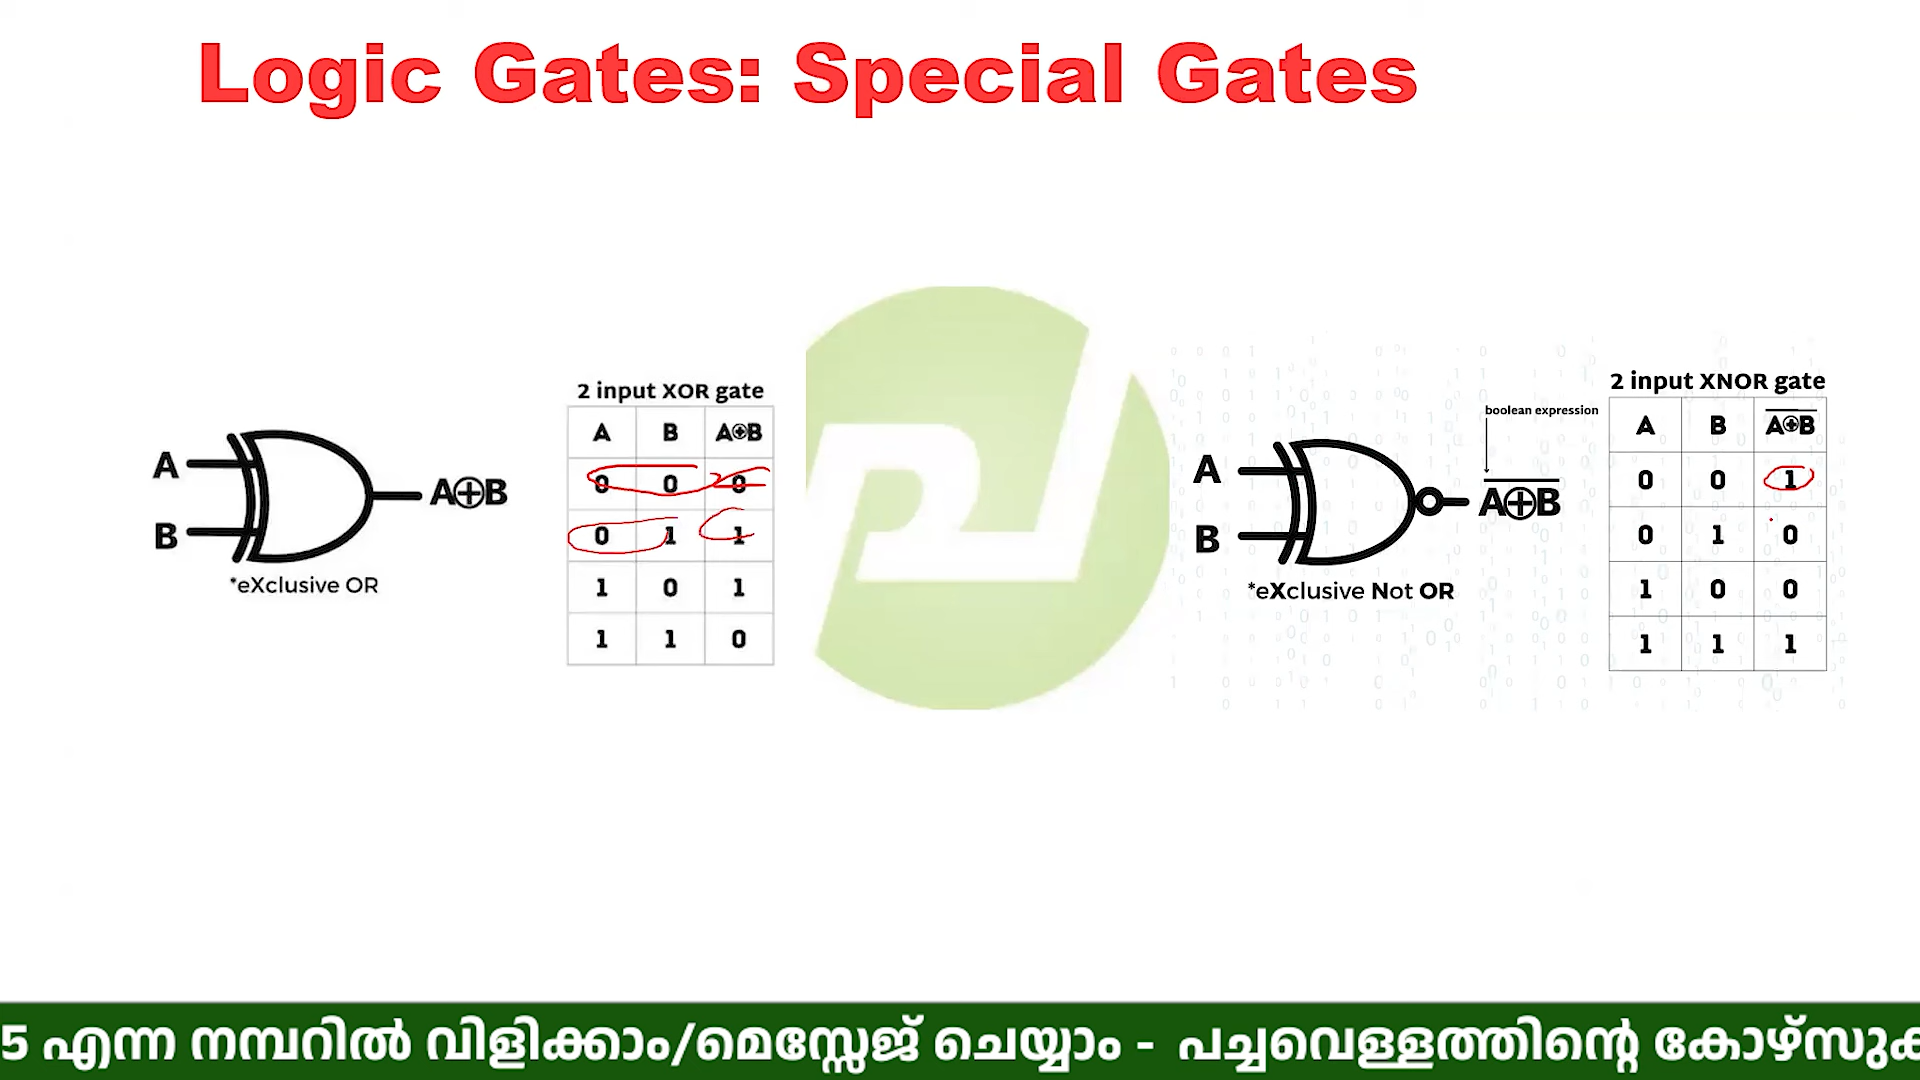 Logic Gates: Special Gates
A
B
A⊕B
*eXclusive OR
2 input XOR gate
A B A⊕B
0 0 0
0 1 1
1 0 1
1 1 0
A
B
boolean expression
A̅⊕̅B̅
*eXclusive Not OR
2 input XNOR gate
A B A̅⊕̅B̅
0 0 1
0 1 0
1 0 0
1 1 1
5 എന്ന നമ്പറിൽ വിളിക്കാം/മെസ്സേജ് ചെയ്യാം - പച്ചവെള്ളത്തിന്റെ കോഴ്സുക